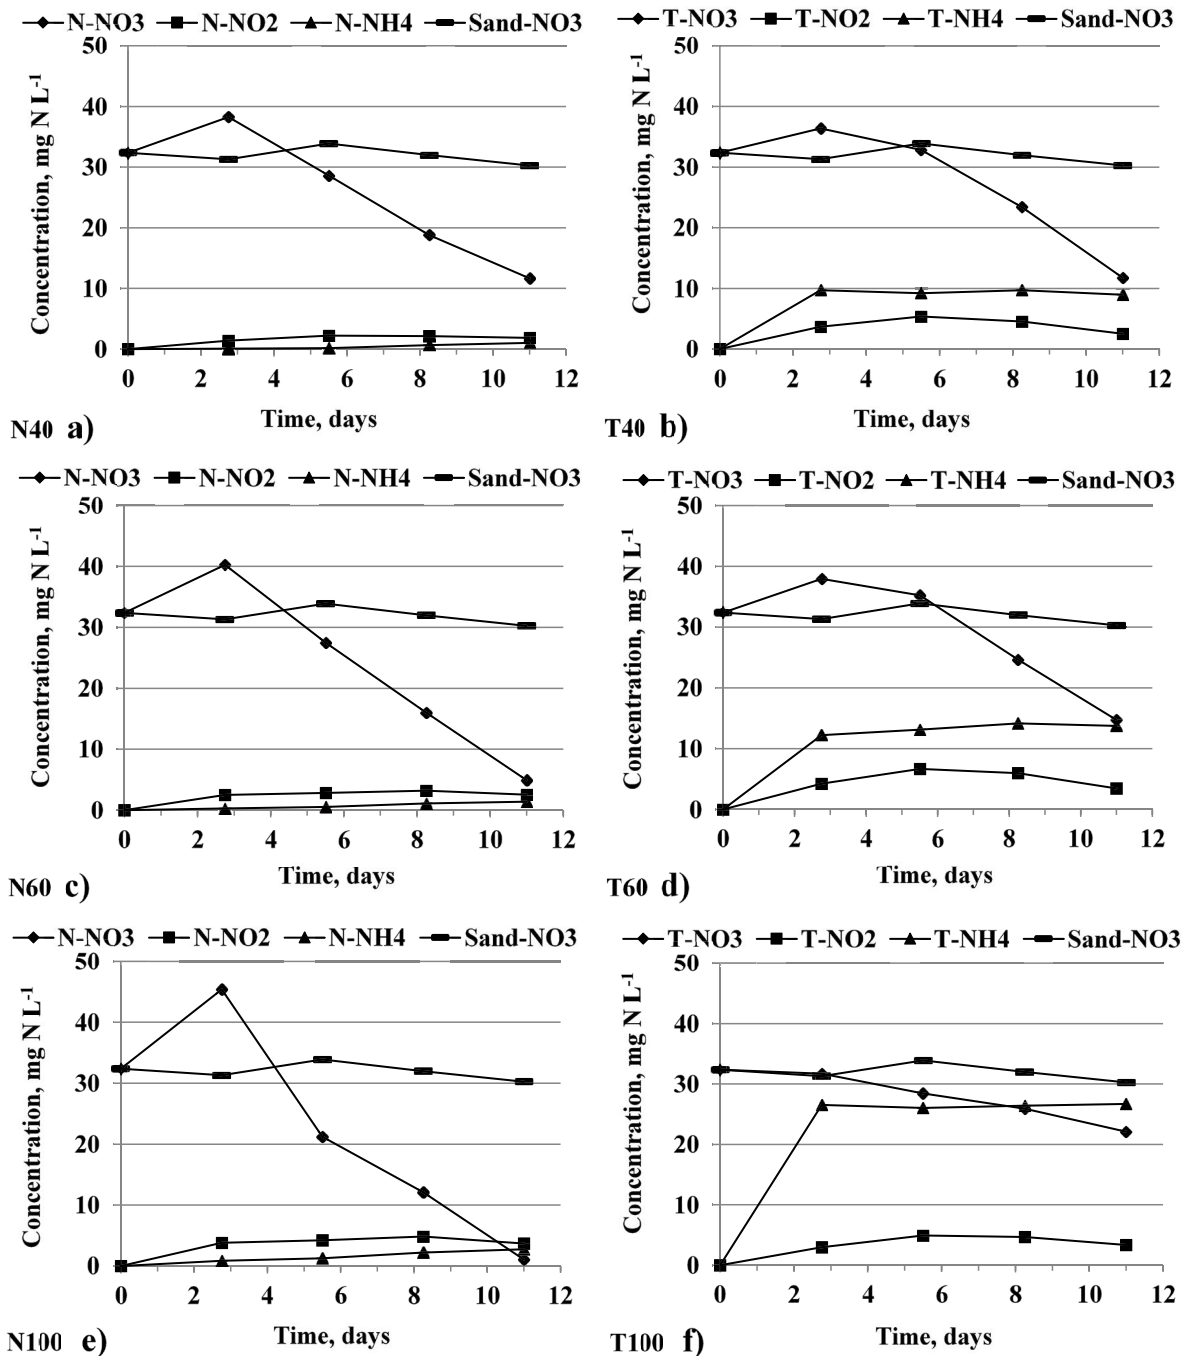 N-NO3 N-NO2 N-NH4 Sand-NO3
50
40
30
20
10
0
Concentration, mg N L-1
0 2 4 6 8 10 12
Time, days
N40 a)
T-NO3 T-NO2 T-NH4 Sand-NO3
50
40
30
20
10
0
Concentration, mg N L-1
0 2 4 6 8 10 12
Time, days
T40 b)
N-NO3 N-NO2 N-NH4 Sand-NO3
50
40
30
20
10
0
Concentration, mg N L-1
0 2 4 6 8 10 12
Time, days
N60 c)
T-NO3 T-NO2 T-NH4 Sand-NO3
50
40
30
20
10
0
Concentration, mg N L-1
0 2 4 6 8 10 12
Time, days
T60 d)
N-NO3 N-NO2 N-NH4 Sand-NO3
50
40
30
20
10
0
Concentration, mg N L-1
0 2 4 6 8 10 12
Time, days
N100 e)
T-NO3 T-NO2 T-NH4 Sand-NO3
50
40
30
20
10
0
Concentration, mg N L-1
0 2 4 6 8 10 12
Time, days
T100 f)